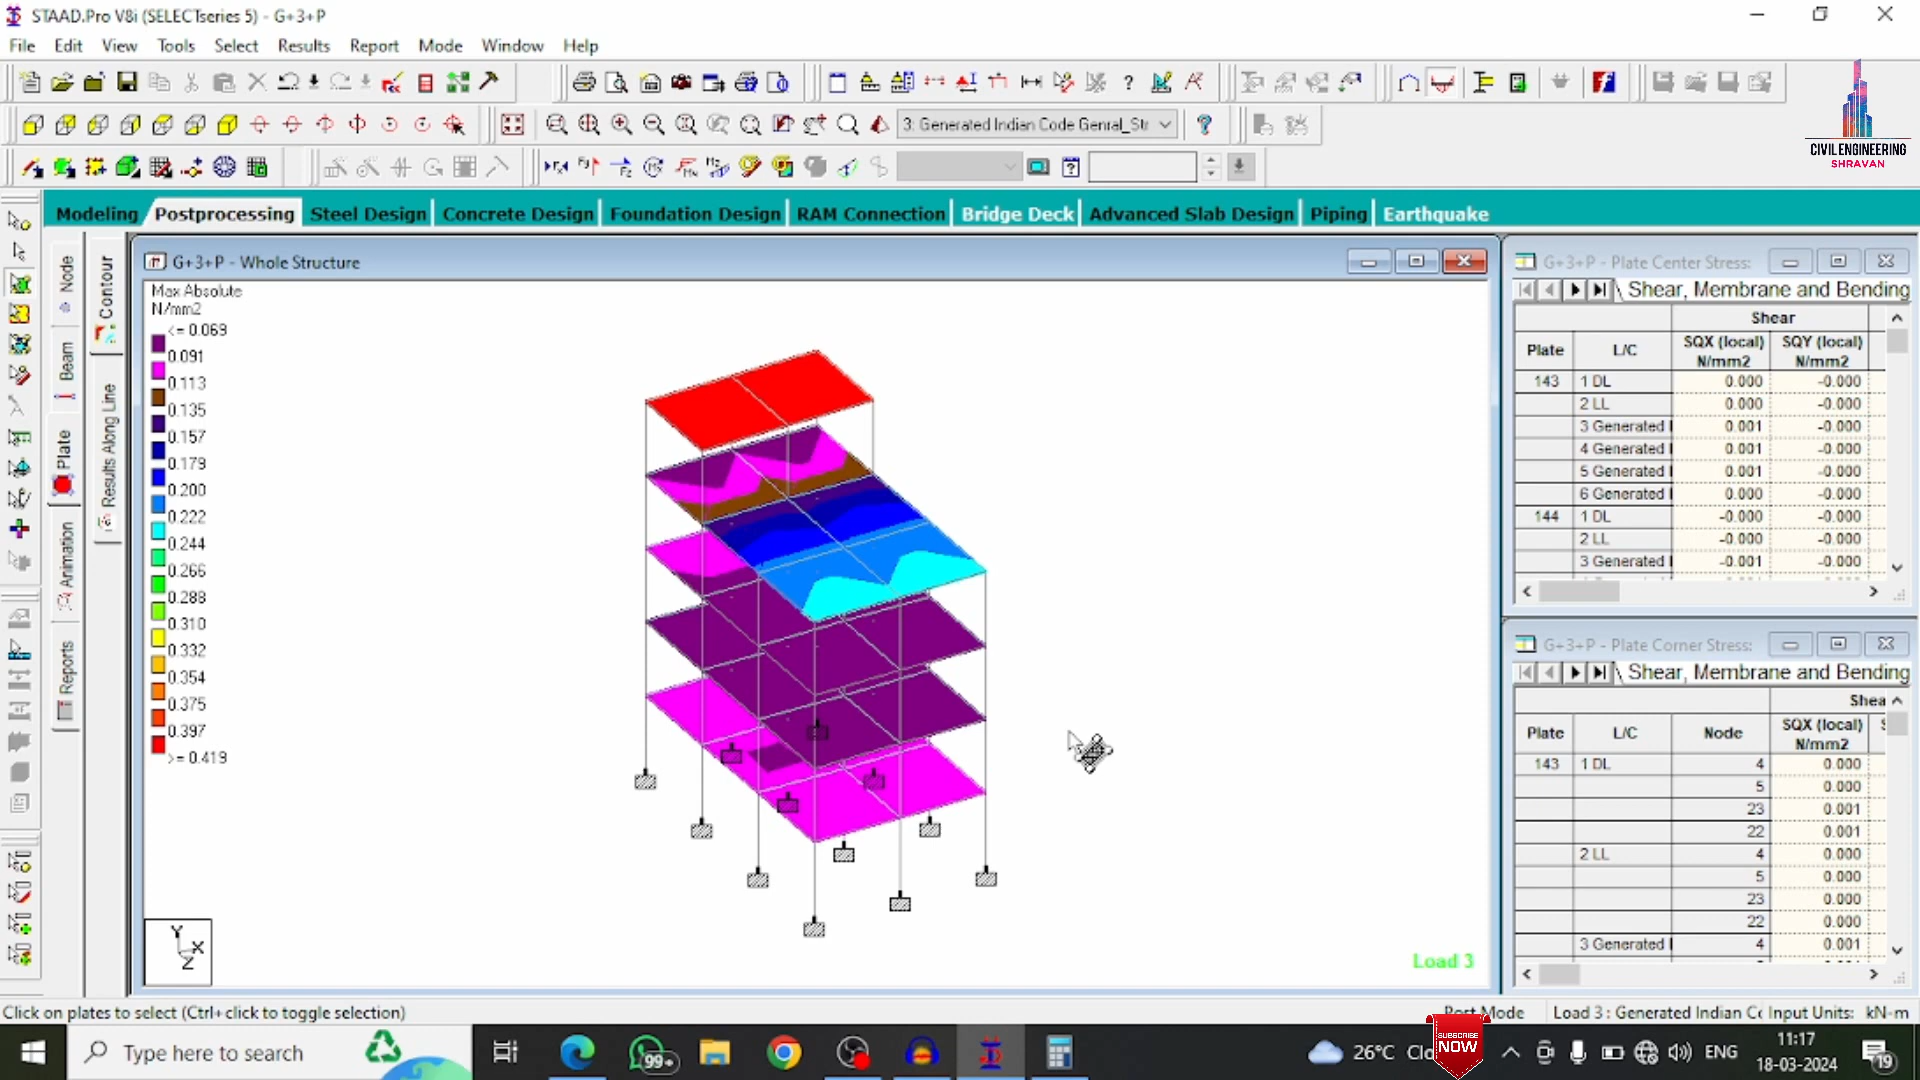 STAAD.Pro V8i (SELECTseries 5) - G+3+P
File Edit View Tools Select Results Report Mode Window Help
3: Generated Indian Code Genral_Str
CIVILENGINEERING
SHRAVAN
Modeling Postprocessing Steel Design Concrete Design Foundation Design RAM Connection Bridge Deck Advanced Slab Design Piping Earthquake
Node
Beam
Plate
Animation
Reports
Contour
Results Along Line
G+3+P - Whole Structure
Max Absolute
N/mm2
<= 0.069
0.091
0.113
0.135
0.157
0.179
0.200
0.222
0.244
0.266
0.288
0.310
0.332
0.354
0.375
0.397
>= 0.419
Y
X
Z
Load 3
G+3+P - Plate Center Stress:
Shear, Membrane and Bending
Shear
Plate L/C SQX (local) N/mm2 SQY (local) N/mm2
143 1 DL 0.000 -0.000
2 LL 0.000 -0.000
3 Generated I 0.001 -0.000
4 Generated I 0.001 -0.000
5 Generated I 0.001 -0.000
6 Generated I 0.000 -0.000
144 1 DL -0.000 -0.000
2 LL -0.000 -0.000
3 Generated I -0.001 -0.000
G+3+P - Plate Corner Stress:
Shear, Membrane and Bending
Shea
Plate L/C Node SQX (local) N/mm2
143 1 DL 4 0.000
5 0.000
23 0.001
22 0.001
2 LL 4 0.000
5 0.000
23 0.000
22 0.000
3 Generated I 4 0.001
Click on plates to select (Ctrl+click to toggle selection)
Post Mode
Load 3 : Generated Indian Cc Input Units: kN-m
Type here to search
99+
26°C Clo
SUBSCRIBE
NOW
ENG
11:17
18-03-2024
19